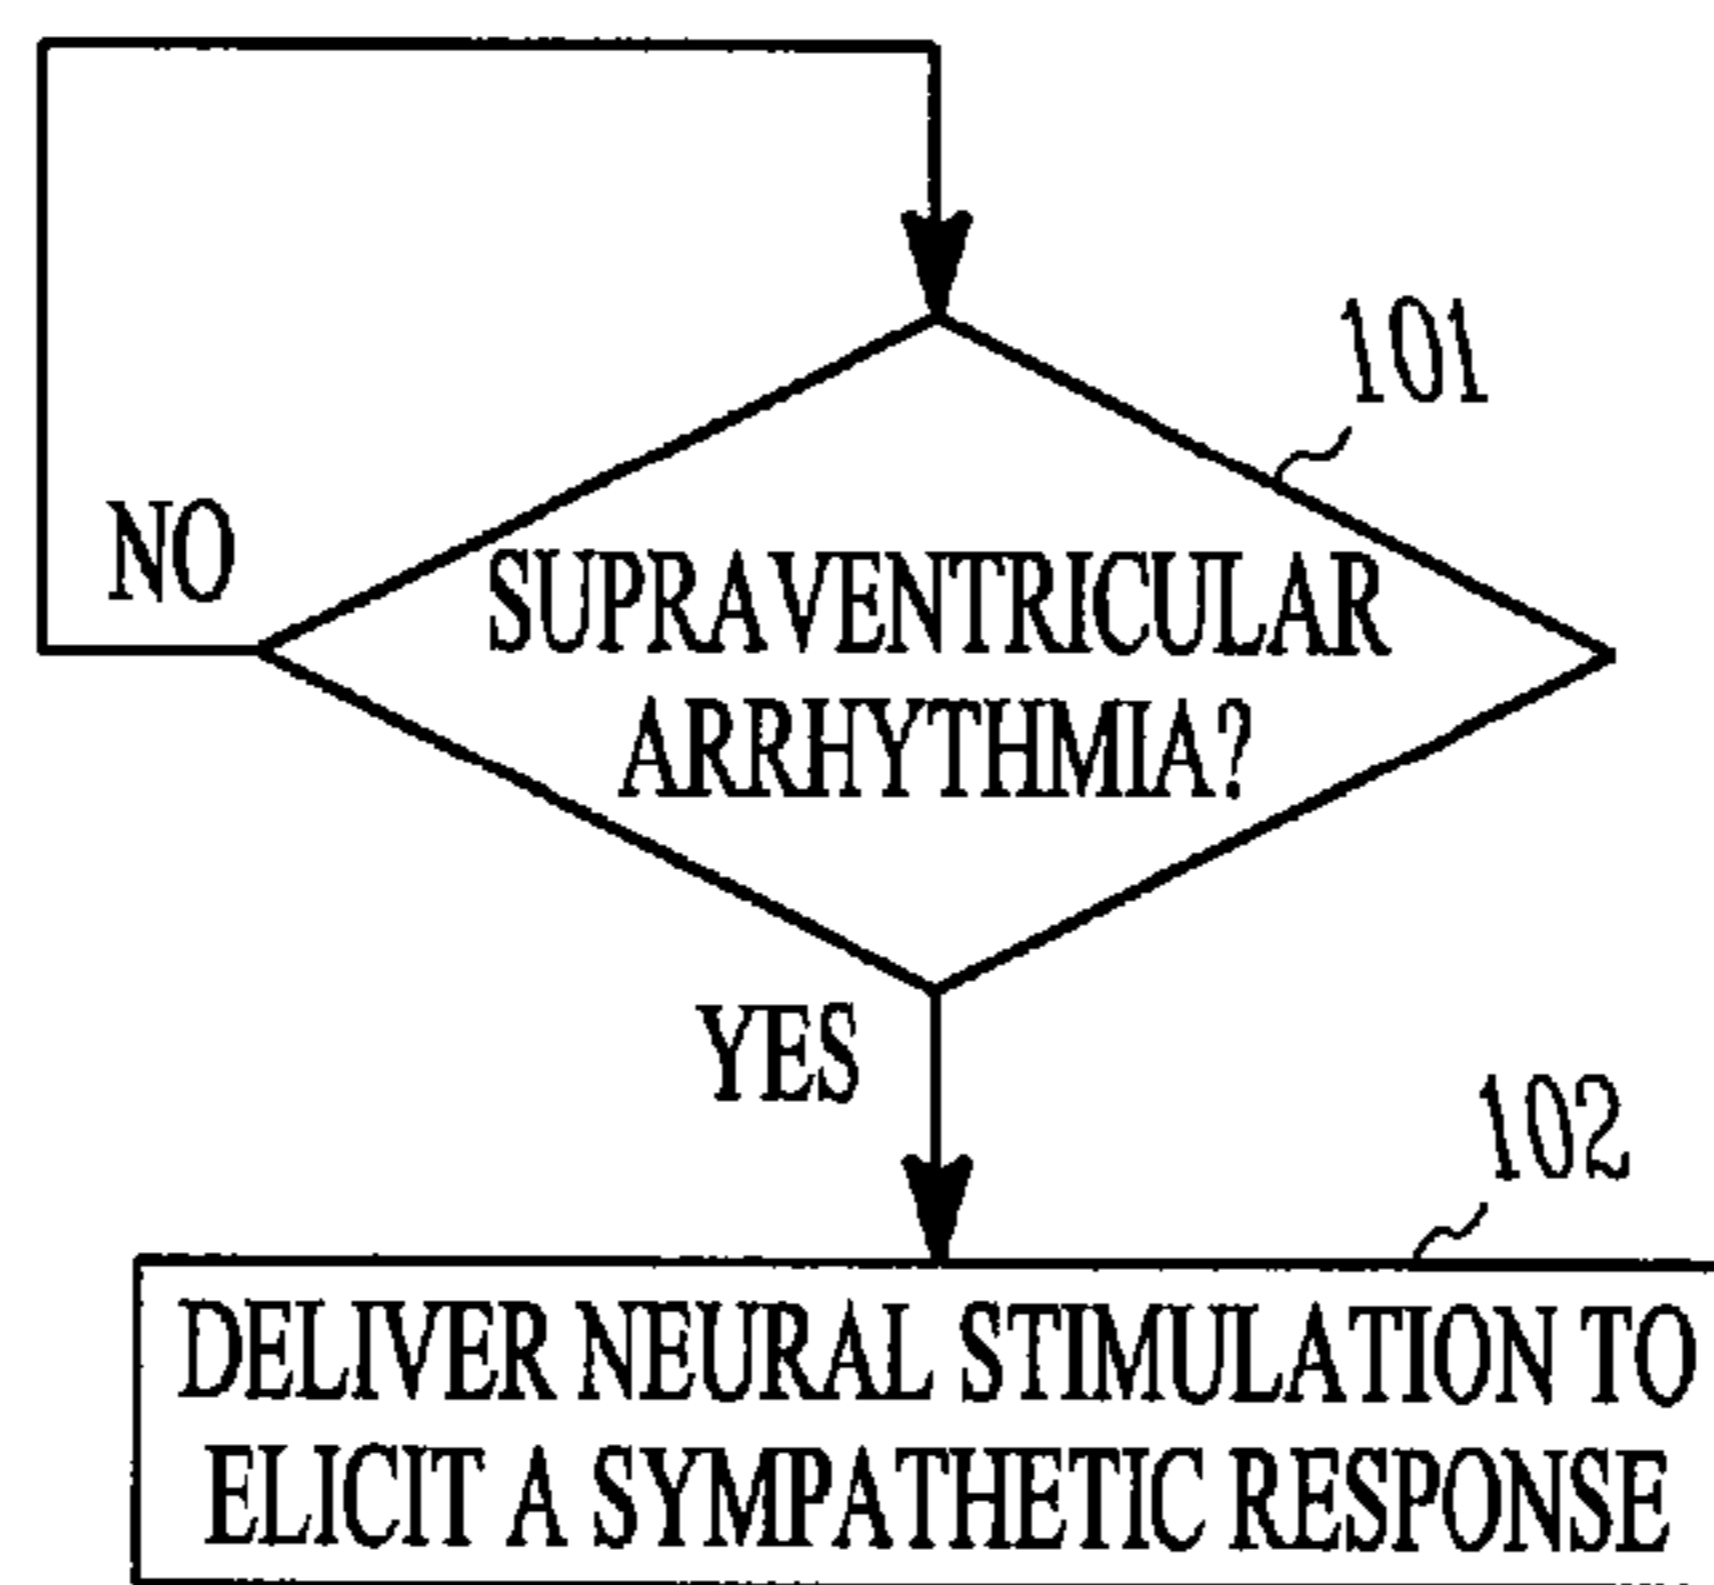 101
NO
SUPRAVENTRICULAR
ARRHYTHMIA?
YES
102
DELIVER NEURAL STIMULATION TO
ELICIT A SYMPATHETIC RESPONSE